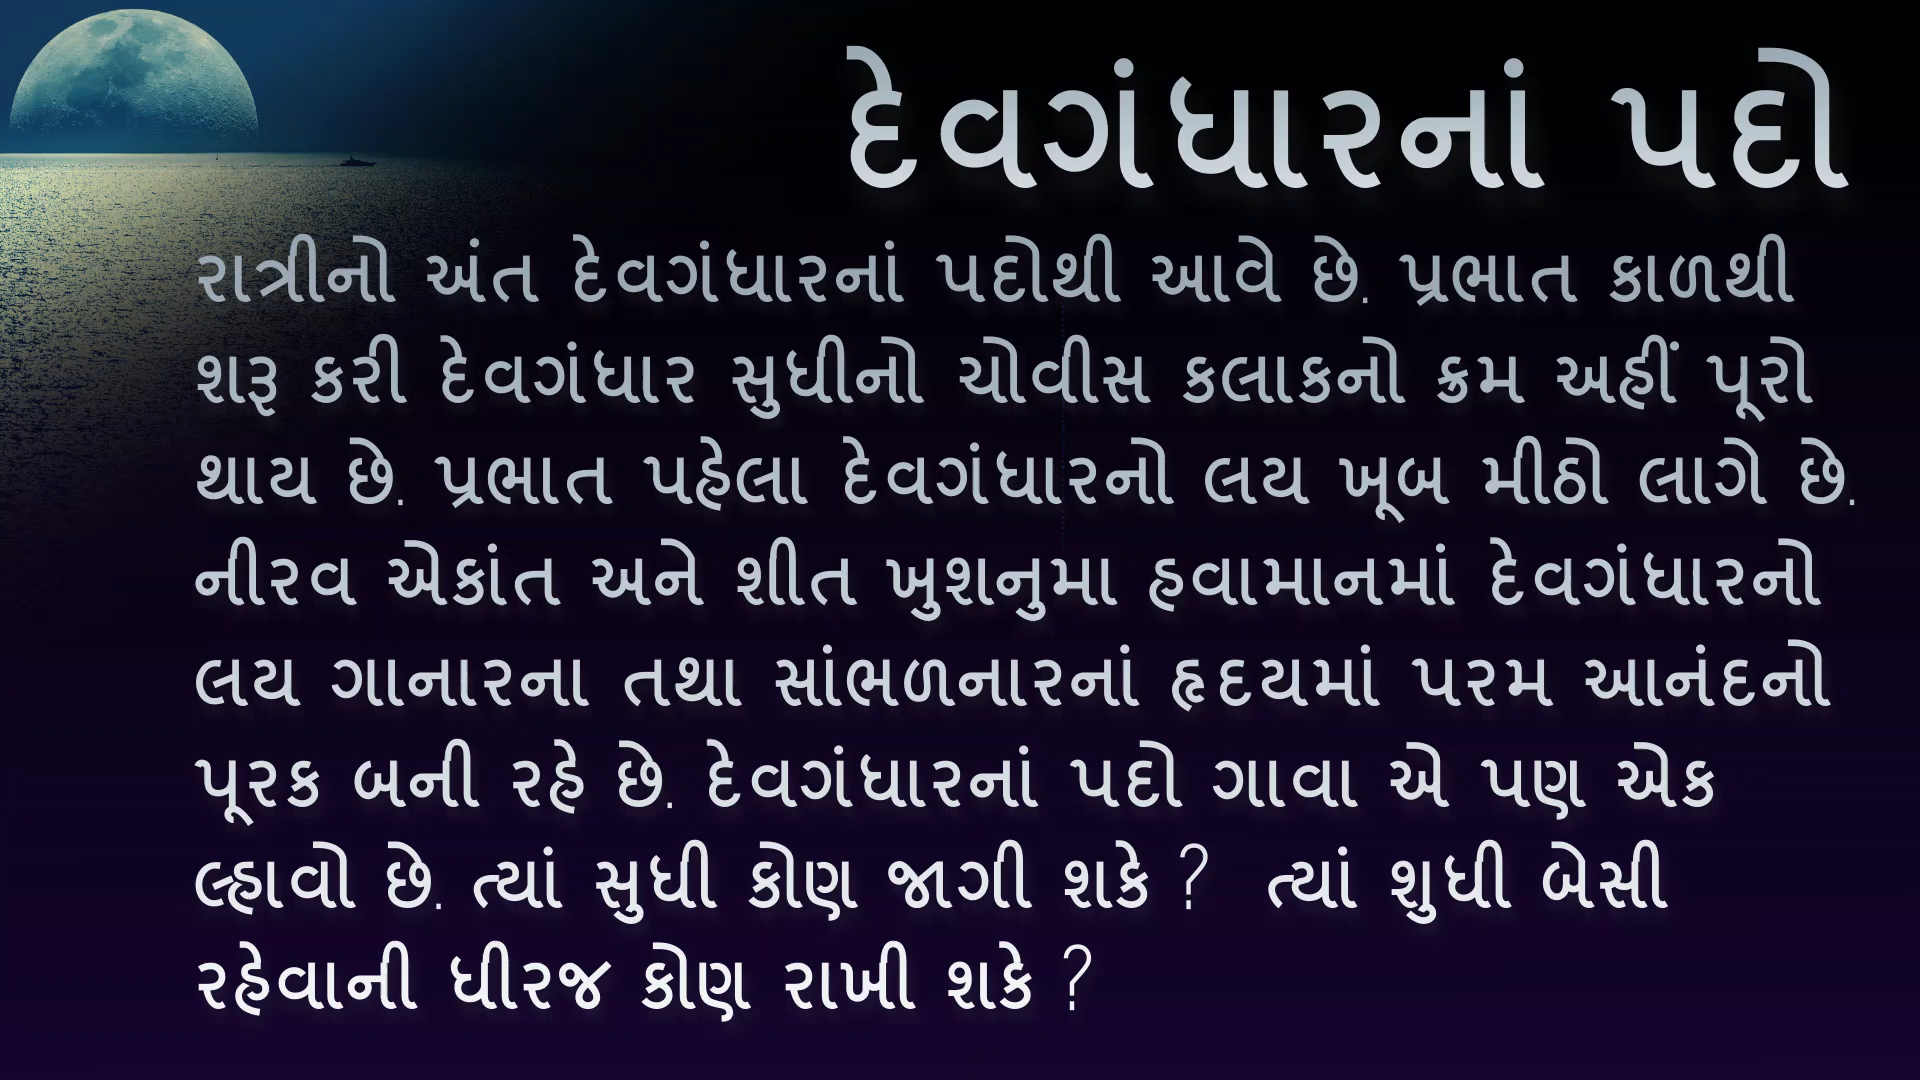 દેવગંધારનાં પદો
રાત્રીનો અંત દેવગંધારનાં પદોથી આવે છે. પ્રભાત કાળથી
શરૂ કરી દેવગંધાર સુધીનો ચોવીસ કલાકનો ક્રમ અહીં પૂરો
થાય છે. પ્રભાત પહેલા દેવગંધારનો લય ખૂબ મીઠો લાગે છે.
નીરવ એકાંત અને શીત ખુશનુમા હવામાનમાં દેવગંધારનો
લય ગાનારના તથા સાંભળનારનાં હૃદયમાં પરમ આનંદનો
પૂરક બની રહે છે. દેવગંધારનાં પદો ગાવા એ પણ એક
લ્હાવો છે. ત્યાં સુધી કોણ જાગી શકે ? ત્યાં શુધી બેસી
રહેવાની ધીરજ કોણ રાખી શકે ?